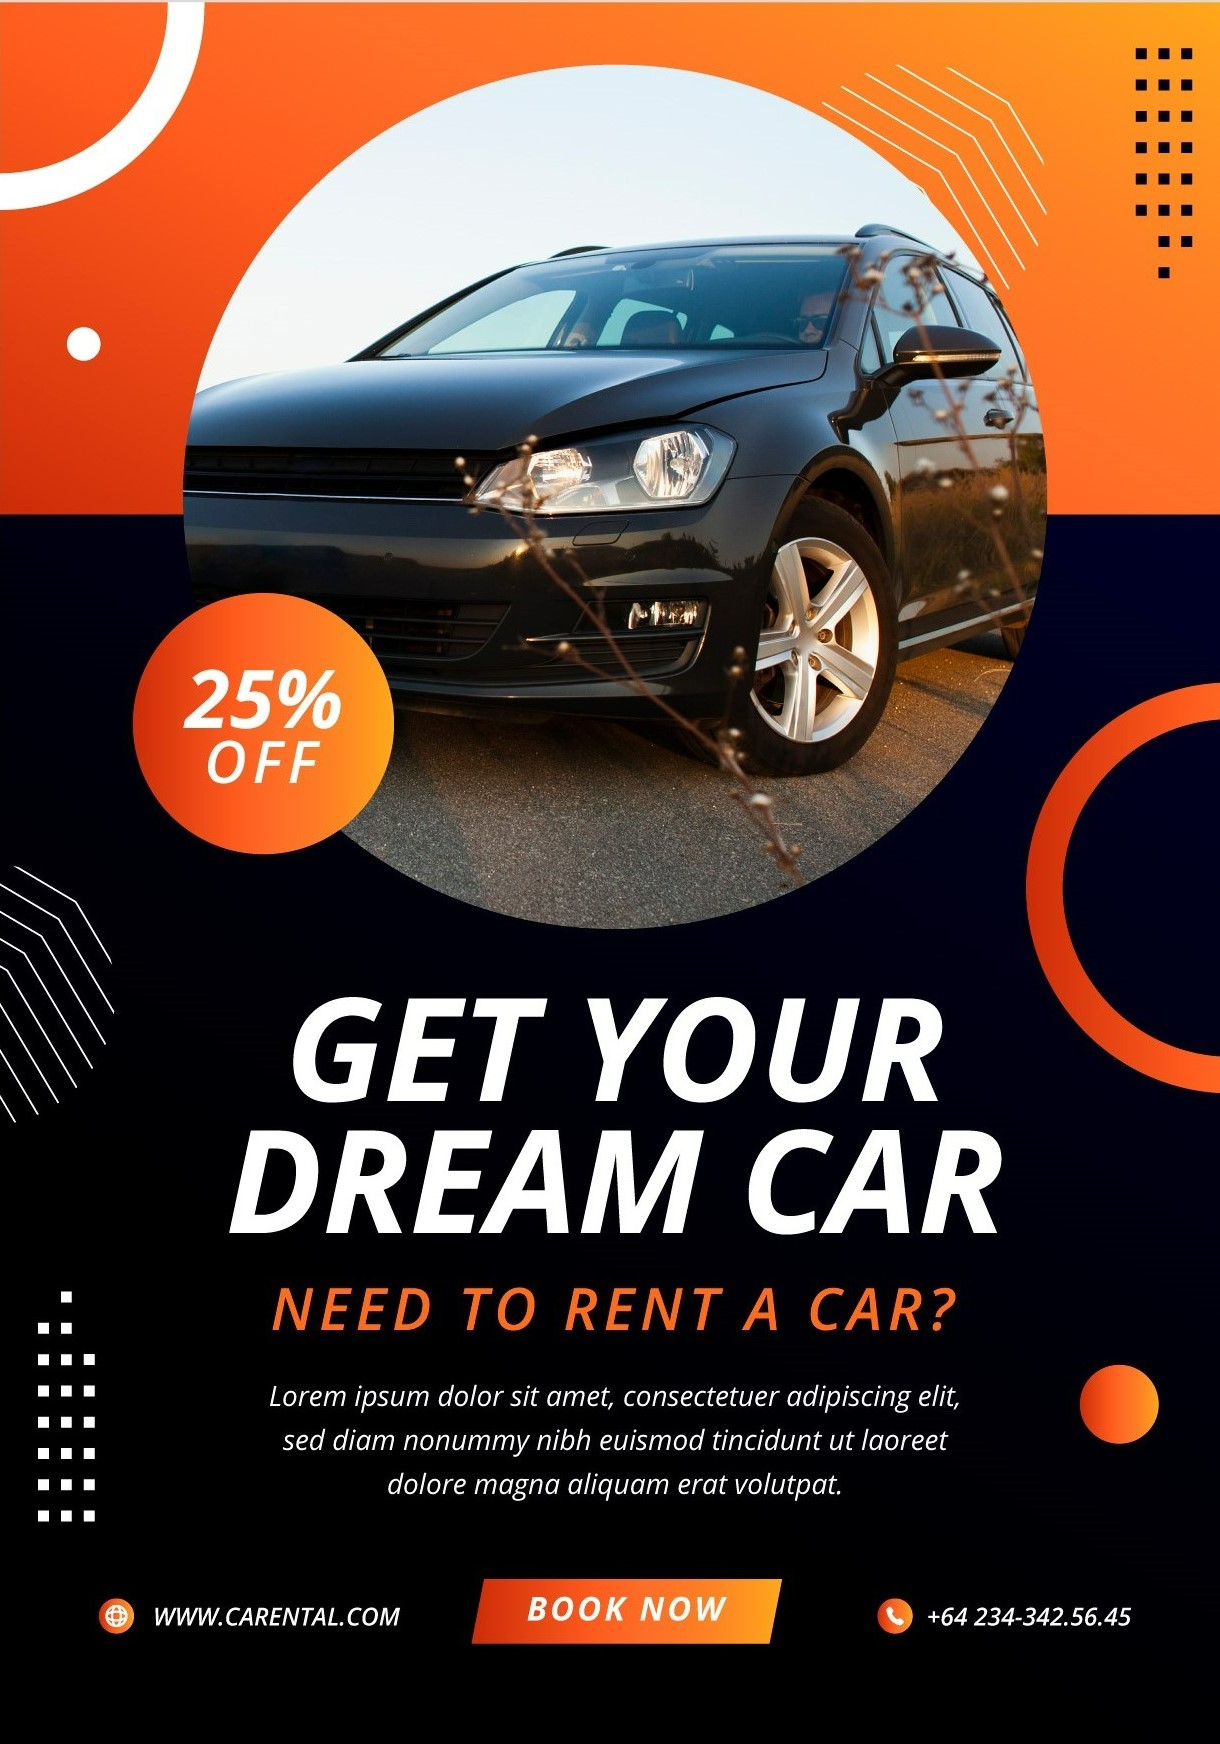 25%
OFF
GET YOUR
DREAM CAR
NEED TO RENT A CAR?
Lorem ipsum dolor sit amet, consectetuer adipiscing elit,
sed diam nonummy nibh euismod tincidunt ut laoreet
dolore magna aliquam erat volutpat.
WWW.CARENTAL.COM
BOOK NOW
+64 234-342.56.45